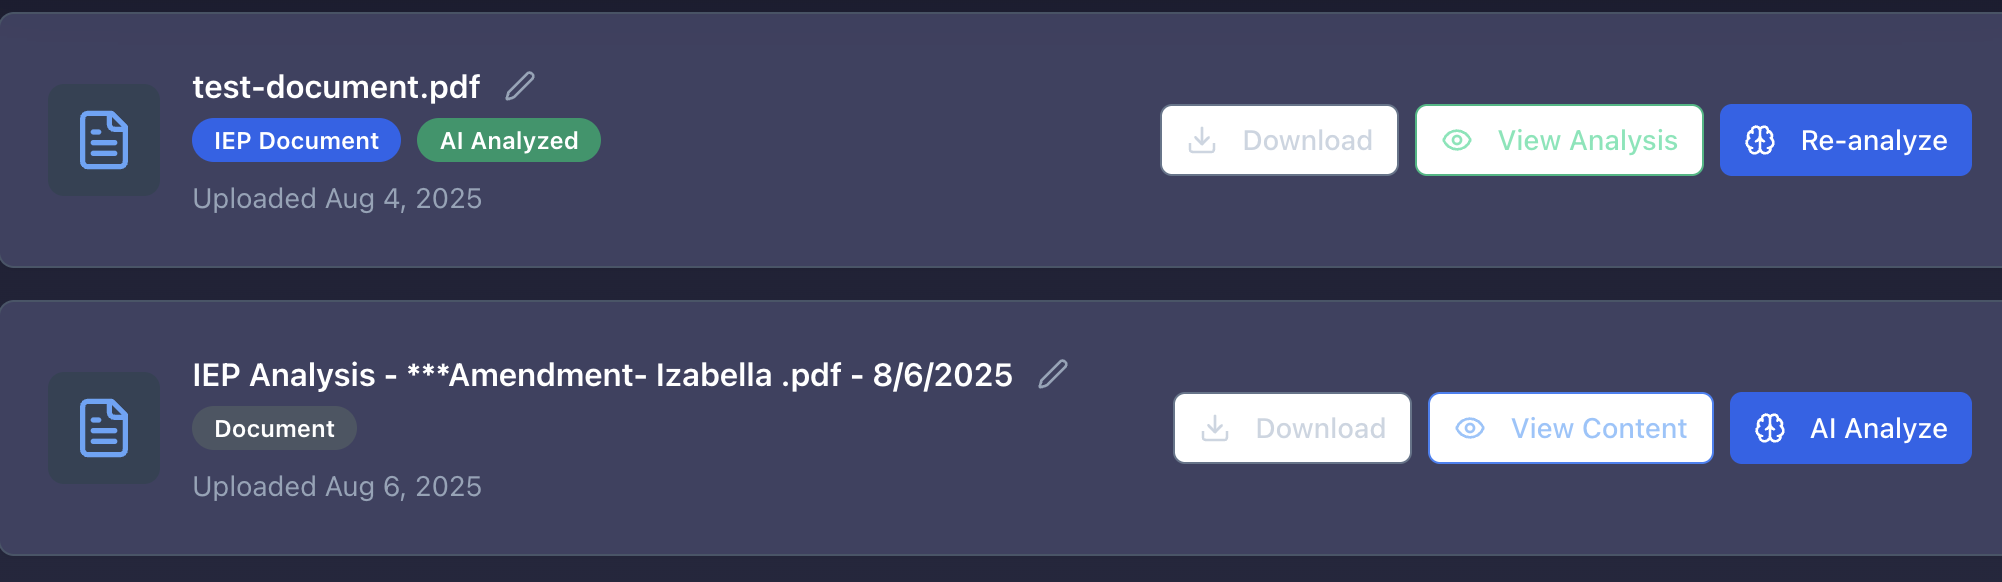 test-document.pdf
IEP Document AI Analyzed
Uploaded Aug 4, 2025
Download View Analysis Re-analyze
IEP Analysis - ***Amendment- Izabella .pdf - 8/6/2025
Document
Uploaded Aug 6, 2025
Download View Content AI Analyze